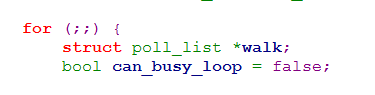 for (;;) {
    struct poll_list *walk;
    bool can_busy_loop = false;